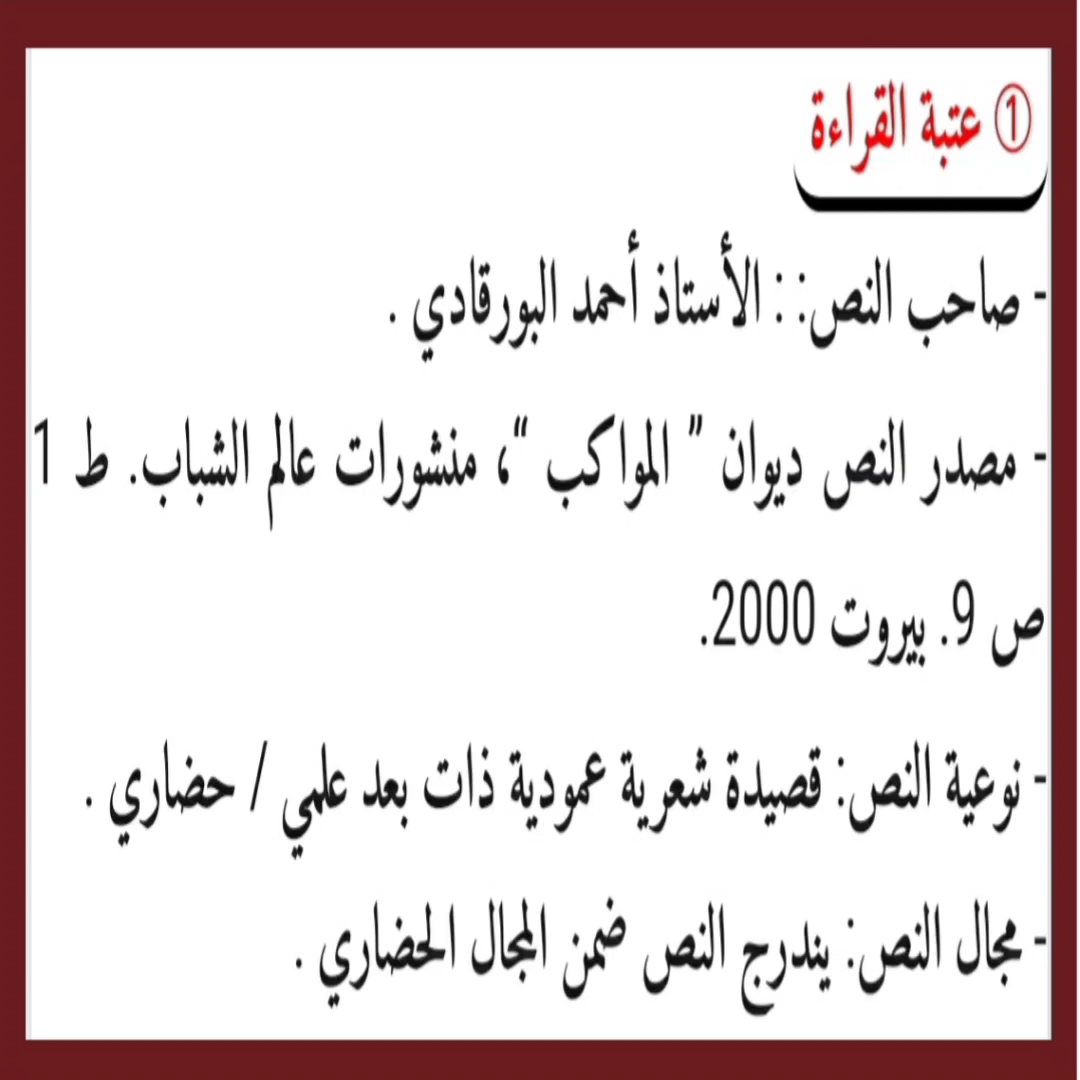 ① عتبة القراءة
- صاحب النص: : الأستاذ أحمد البورقادي .
- مصدر النص ديوان ” المواكب “، منشورات عالم الشباب. ط 1
ص 9. بيروت 2000.
- نوعية النص: قصيدة شعرية عمودية ذات بعد علمي / حضاري .
- مجال النص: يندرج النص ضمن المجال الحضاري .